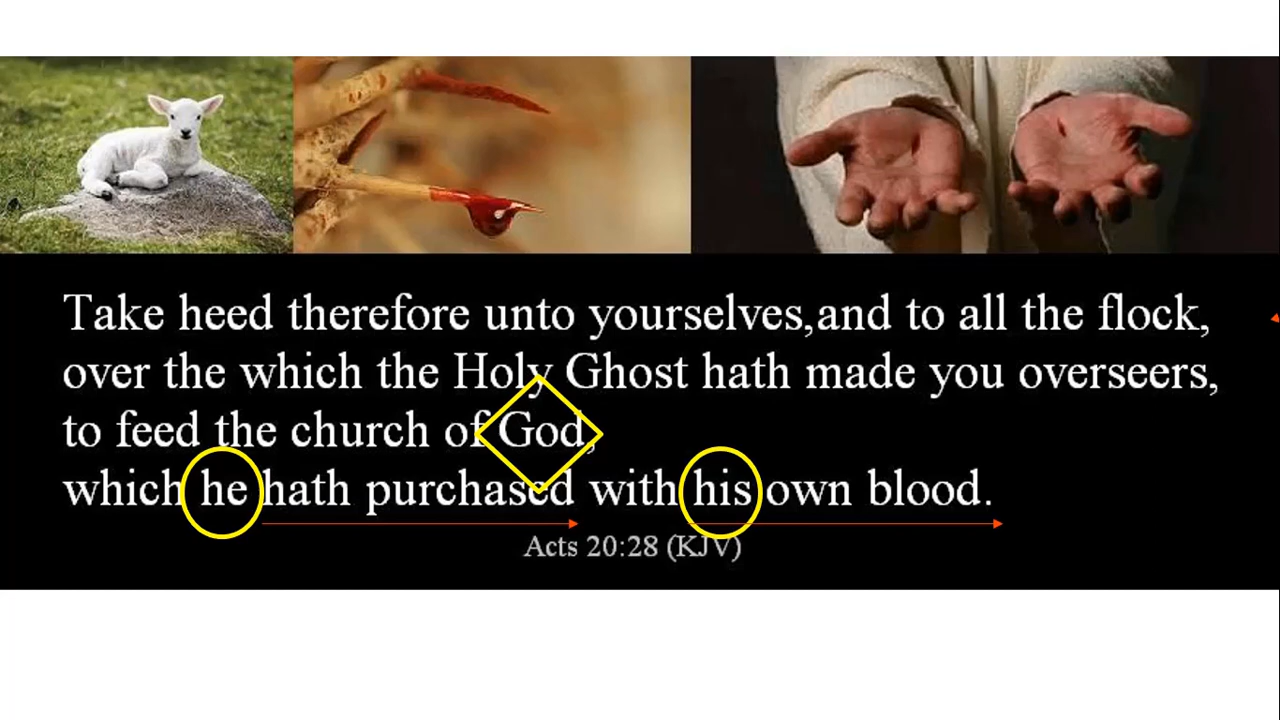 Take heed therefore unto yourselves,and to all the flock,
over the which the Holy Ghost hath made you overseers,
to feed the church of God,
which he hath purchased with his own blood.
Acts 20:28 (KJV)